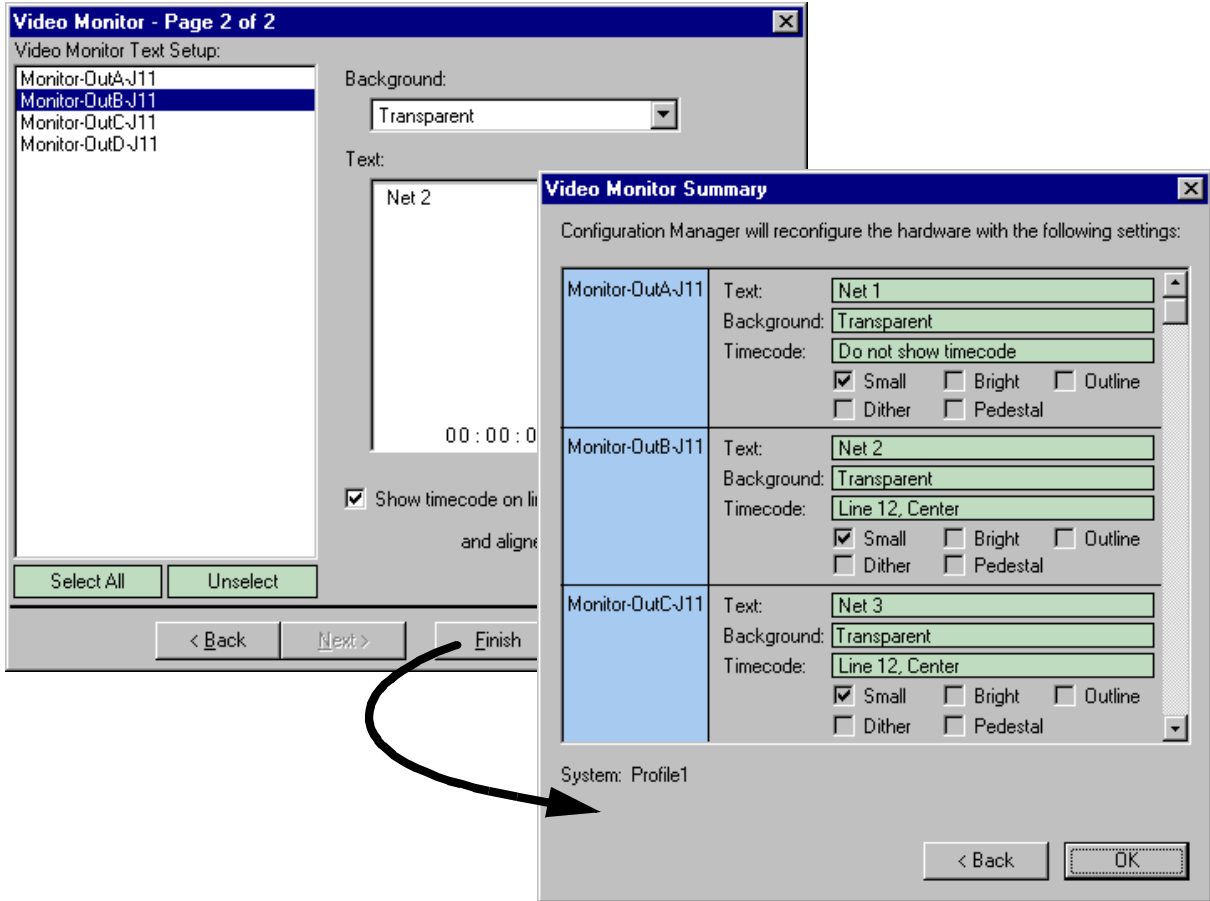 Video Monitor - Page 2 of 2
Video Monitor Text Setup:
Monitor-OutA-J11
Monitor-OutB-J11
Monitor-OutC-J11
Monitor-OutD-J11
Background:
Transparent
Text:
Net 2
00:00:0
Show timecode on
and
Select All
Unselect
< Back
Next >
Finish
Video Monitor Summary
Configuration Manager will reconfigure the hardware with the following settings:
Monitor-OutA-J11
Text: Net 1
Background: Transparent
Timecode: Do not show timecode
Small Bright Outline
Dither Pedestal
Monitor-OutB-J11
Text: Net 2
Background: Transparent
Timecode: Line 12, Center
Small Bright Outline
Dither Pedestal
Monitor-OutC-J11
Text: Net 3
Background: Transparent
Timecode: Line 12, Center
Small Bright Outline
Dither Pedestal
System: Profile1
< Back
OK